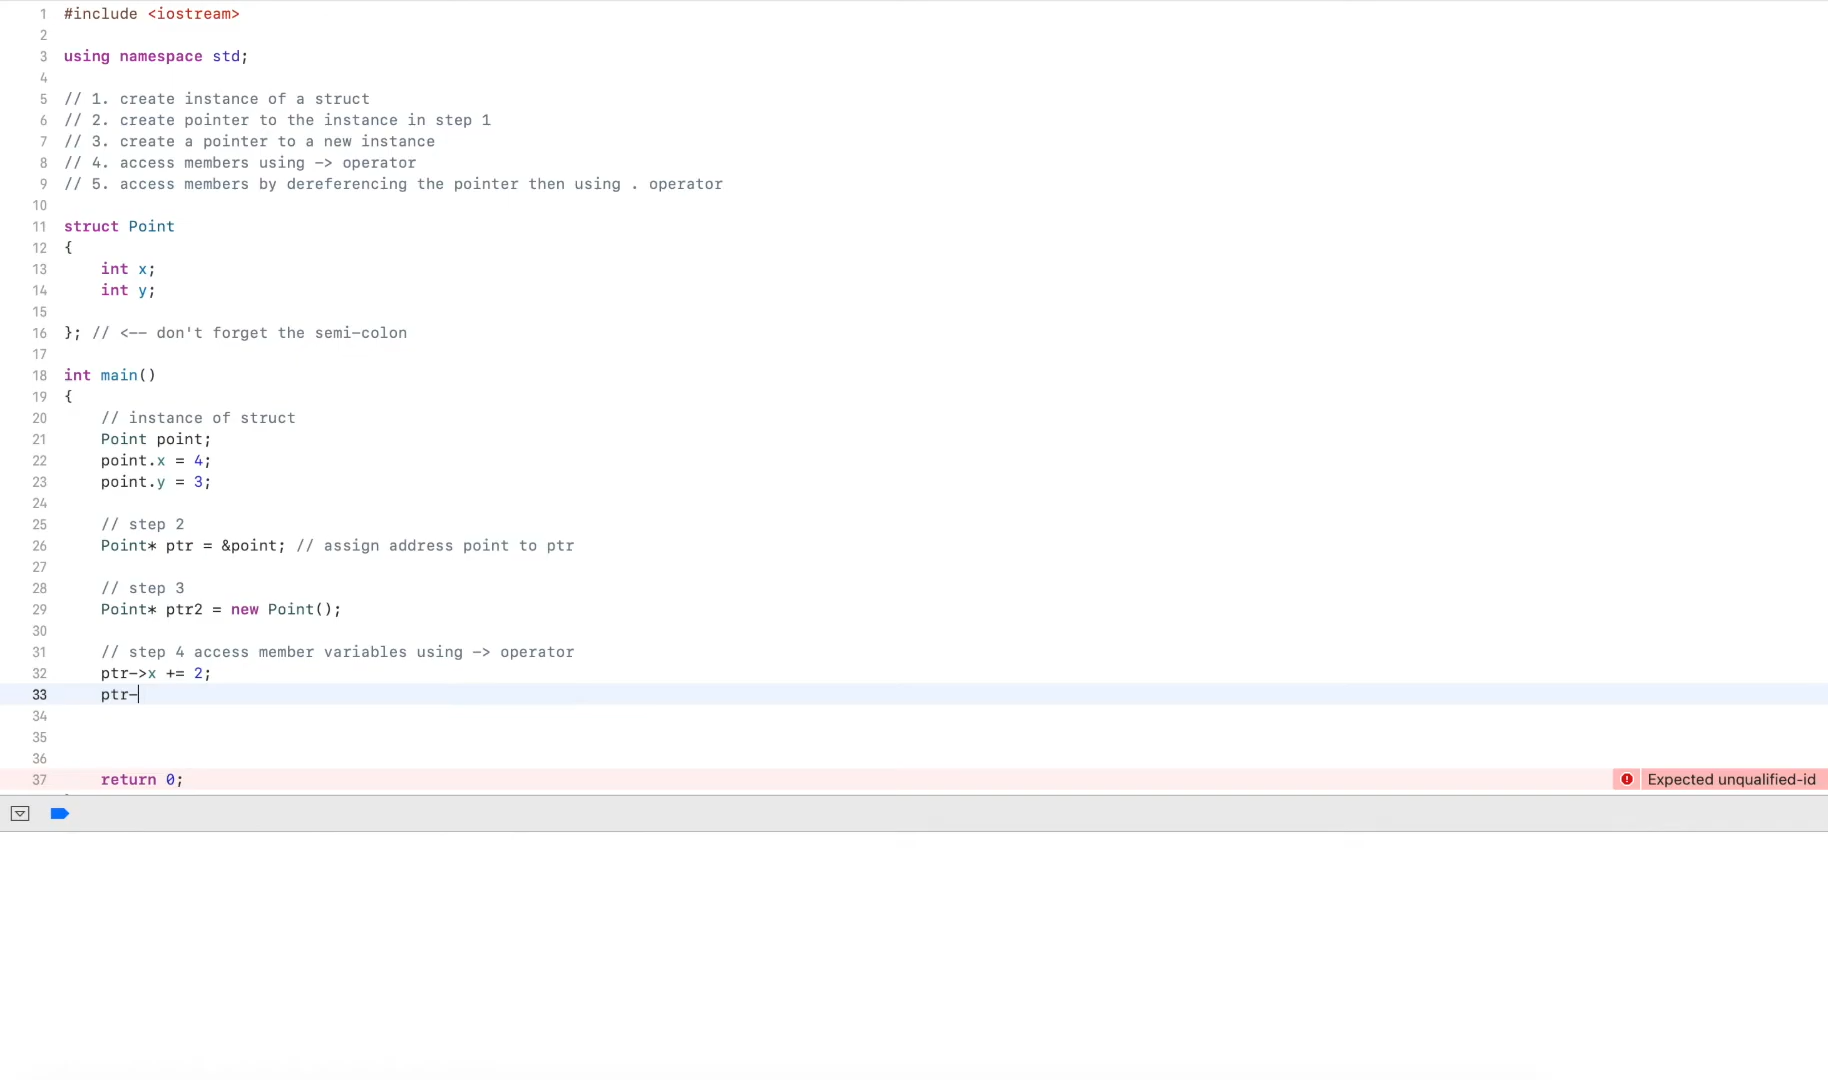 1 #include <iostream>
2
3 using namespace std;
4
5 // 1. create instance of a struct
6 // 2. create pointer to the instance in step 1
7 // 3. create a pointer to a new instance
8 // 4. access members using -> operator
9 // 5. access members by dereferencing the pointer then using . operator
10
11 struct Point
12 {
13     int x;
14     int y;
15
16 }; // <-- don't forget the semi-colon
17
18 int main()
19 {
20     // instance of struct
21     Point point;
22     point.x = 4;
23     point.y = 3;
24
25     // step 2
26     Point* ptr = &point; // assign address point to ptr
27
28     // step 3
29     Point* ptr2 = new Point();
30
31     // step 4 access member variables using -> operator
32     ptr->x += 2;
33     ptr-
34
35
36
37     return 0; Expected unqualified-id